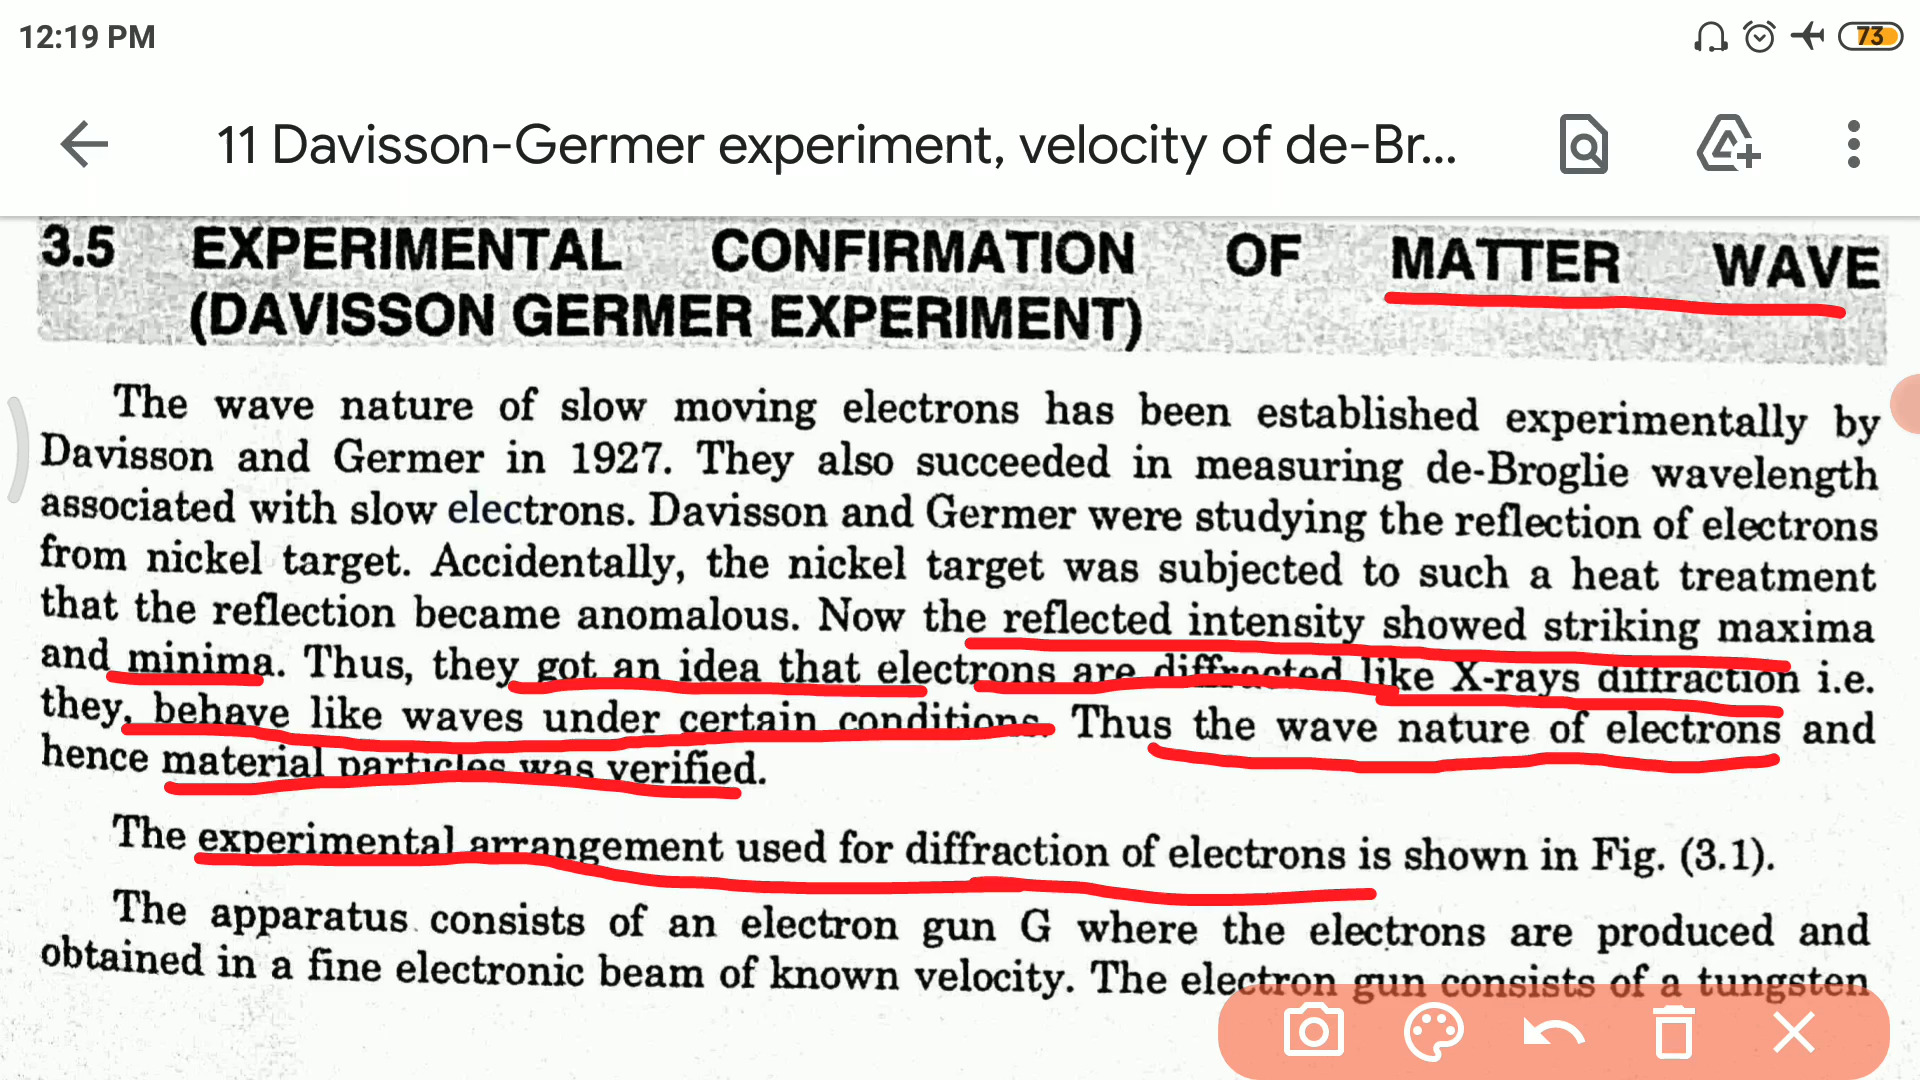 12:19 PM
73
11 Davisson-Germer experiment, velocity of de-Br...
3.5 EXPERIMENTAL CONFIRMATION OF MATTER WAVE
(DAVISSON GERMER EXPERIMENT)
The wave nature of slow moving electrons has been established experimentally by
Davisson and Germer in 1927. They also succeeded in measuring de-Broglie wavelength
associated with slow electrons. Davisson and Germer were studying the reflection of electrons
from nickel target. Accidentally, the nickel target was subjected to such a heat treatment
that the reflection became anomalous. Now the reflected intensity showed striking maxima
and minima. Thus, they got an idea that electrons are diffracted like X-rays diffraction i.e.
they, behave like waves under certain conditions. Thus the wave nature of electrons and
hence material particles was verified.
The experimental arrangement used for diffraction of electrons is shown in Fig. (3.1).
The apparatus consists of an electron gun G where the electrons are produced and
obtained in a fine electronic beam of known velocity. The electron gun consists of a tungsten